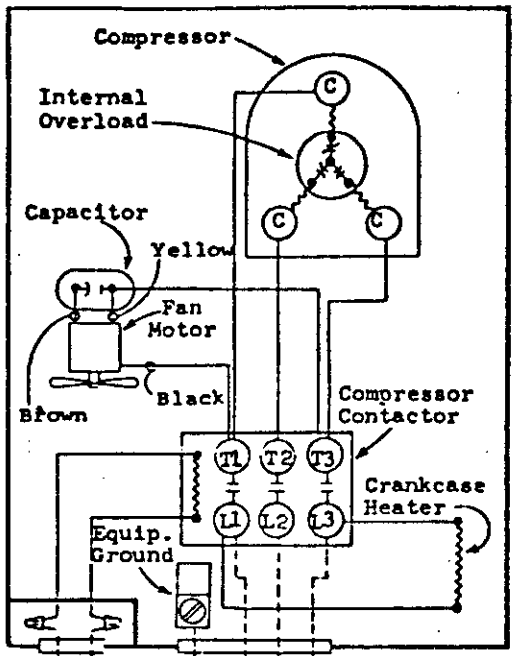 Compressor
C
Internal
Overload
C
C
Capacitor
Yellow
Fan
Motor
Brown
Black
Compressor
Contactor
T1 T2 T3
Crankcase
Heater
L1 L2 L3
Equip.
Ground